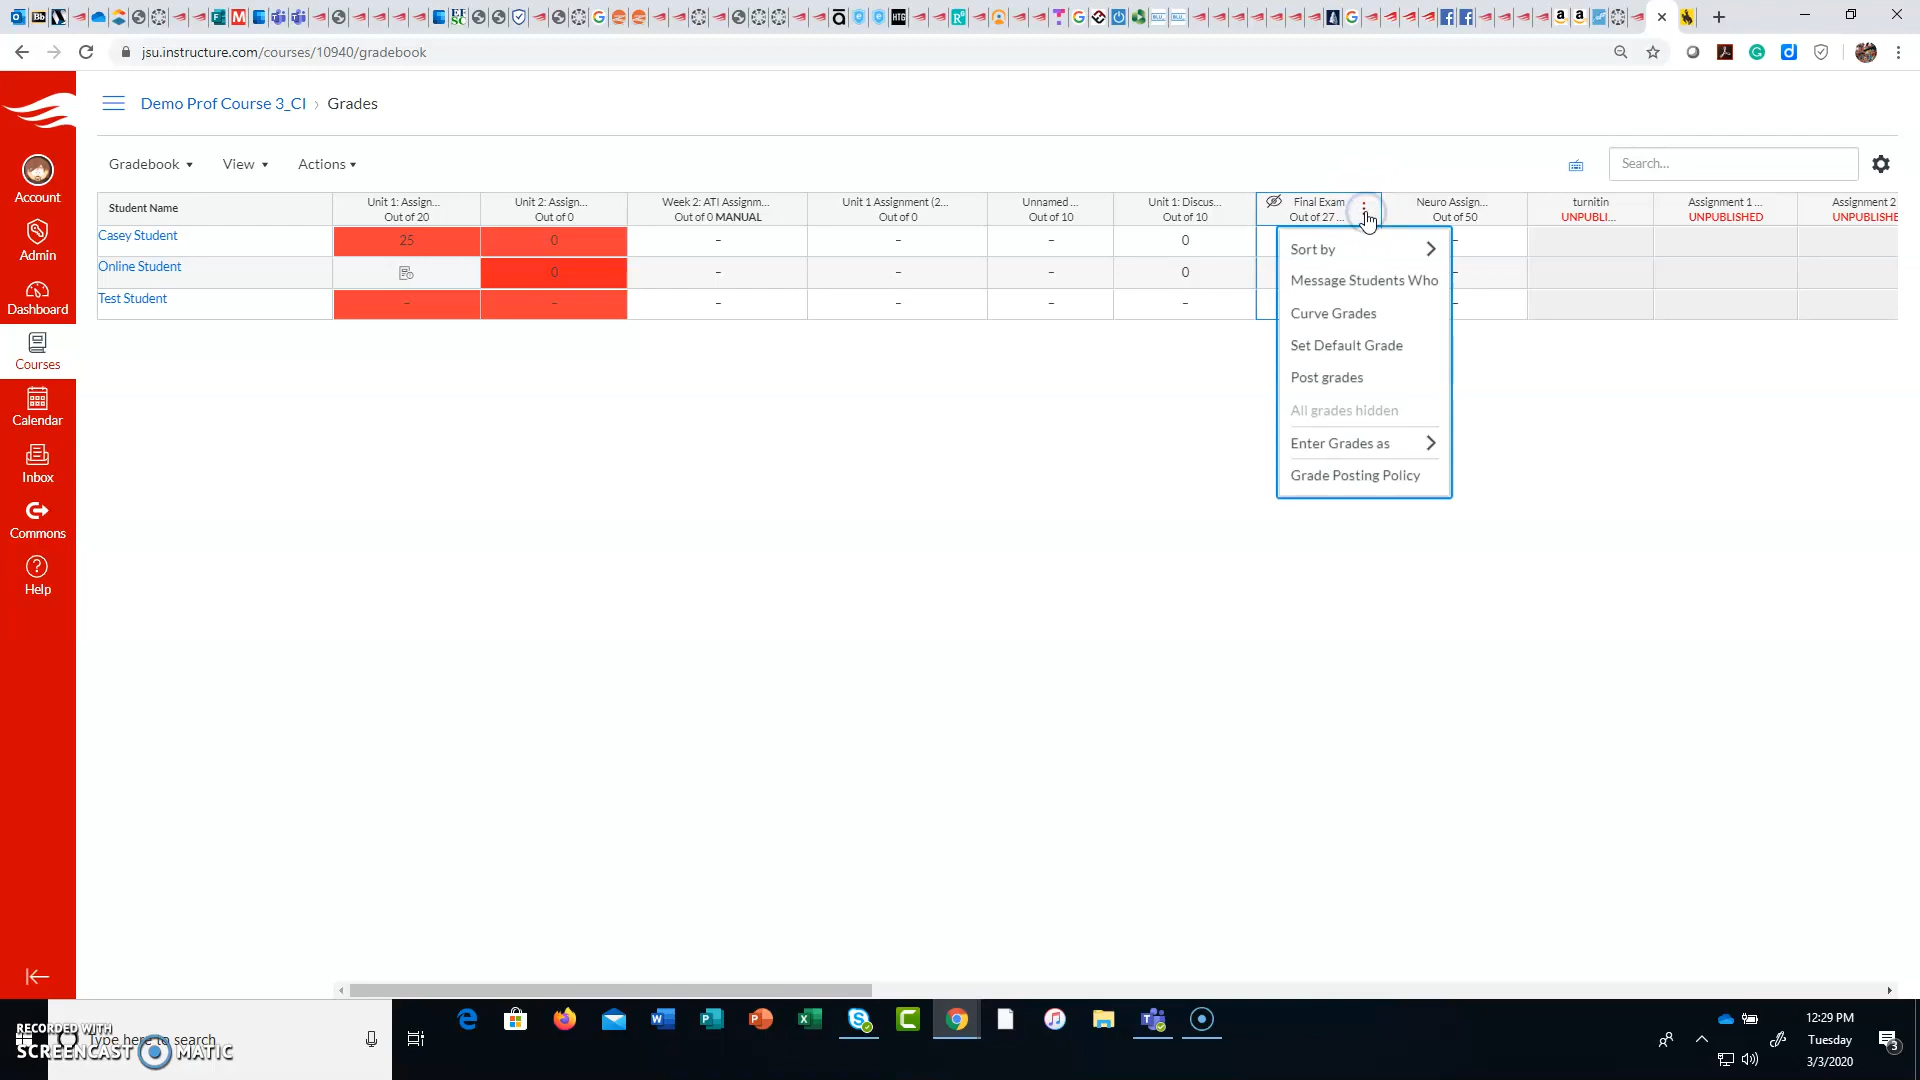 jsu.instructure.com/courses/10940/gradebook
Demo Prof Course 3_CI › Grades
Account
Admin
Dashboard
Courses
Calendar
Inbox
Commons
Help
Gradebook
View
Actions
Search...
Student Name
Unit 1: Assign...
Out of 20
Unit 2: Assign...
Out of 0
Week 2: ATI Assignm...
Out of 0 MANUAL
Unit 1 Assignment (2...
Out of 0
Unnamed ...
Out of 10
Unit 1: Discus...
Out of 10
Final Exam
Out of 27 ...
Neuro Assign...
Out of 50
turnitin
UNPUBLI...
Assignment 1 ...
UNPUBLISHED
Assignment 2
UNPUBLISHE
Casey Student 25 0 – – – 0 –
Online Student 0 – – – 0 –
Test Student – – – – – – –
Sort by
Message Students Who
Curve Grades
Set Default Grade
Post grades
All grades hidden
Enter Grades as
Grade Posting Policy
RECORDED WITH
SCREENCAST MATIC
Type here to search
12:29 PM
Tuesday
3/3/2020
3